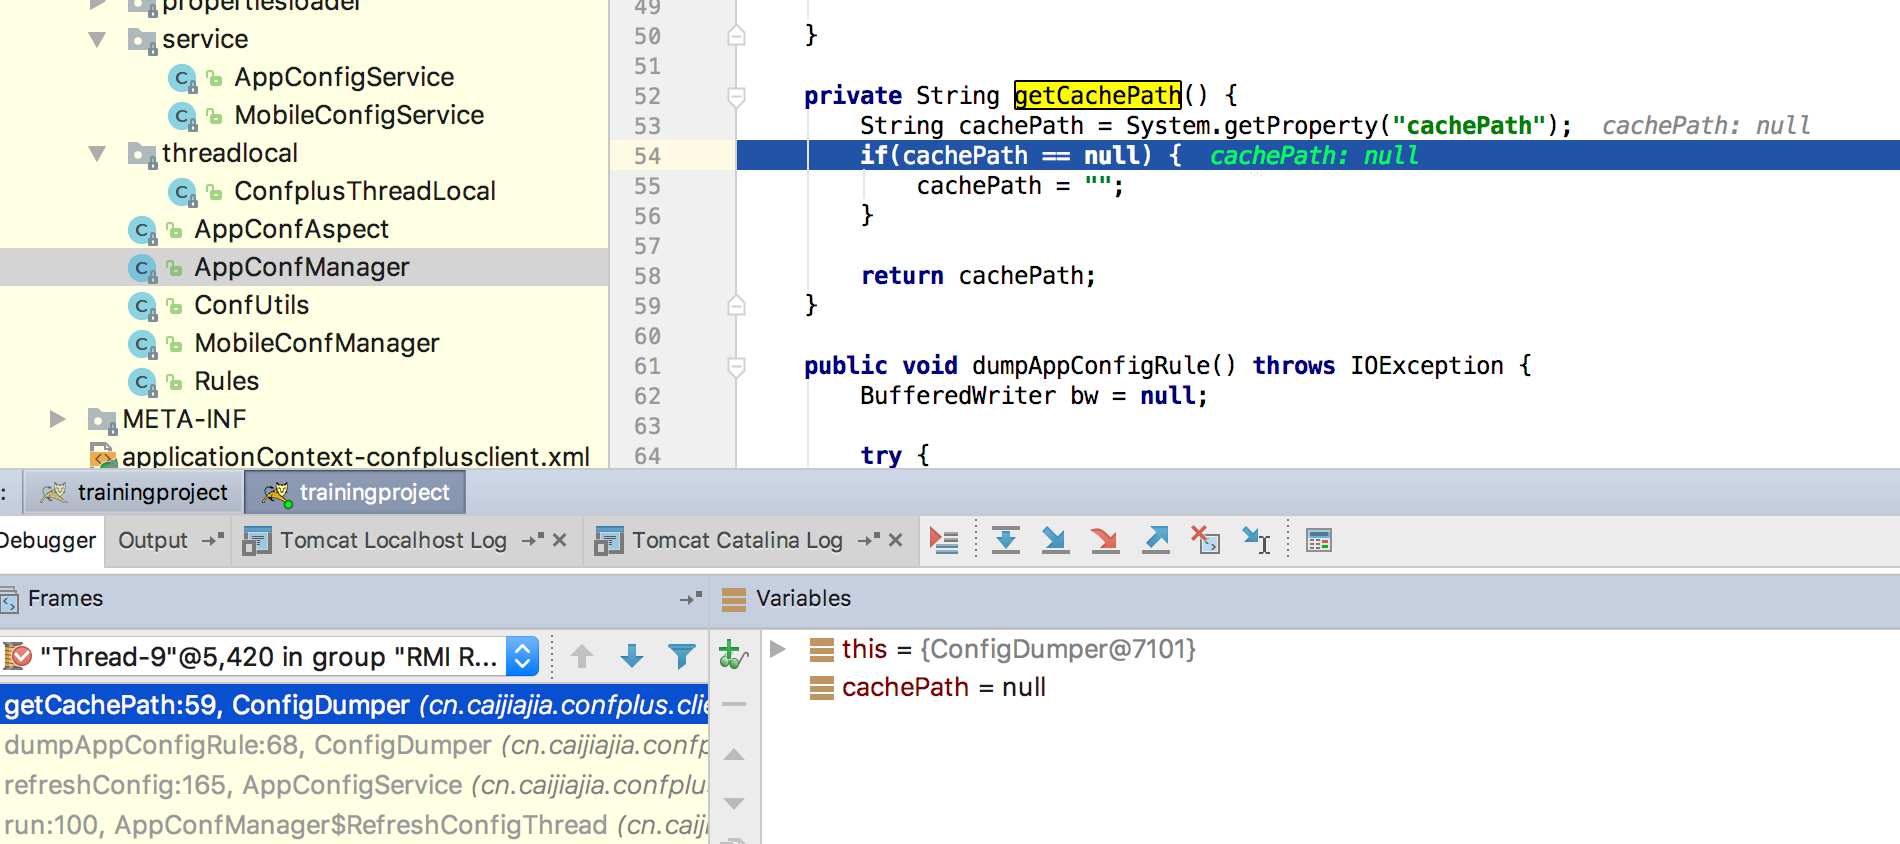 propertiesloader
service
AppConfigService
MobileConfigService
threadlocal
ConfplusThreadLocal
AppConfAspect
AppConfManager
ConfUtils
MobileConfManager
Rules
META-INF
applicationContext-confplusclient.xml
49
50 }
51
52 private String getCachePath() {
53 String cachePath = System.getProperty("cachePath"); cachePath: null
54 if(cachePath == null) { cachePath: null
55 cachePath = "";
56 }
57
58 return cachePath;
59 }
60
61 public void dumpAppConfigRule() throws IOException {
62 BufferedWriter bw = null;
63
64 try {
: trainingproject trainingproject
Debugger Output Tomcat Localhost Log Tomcat Catalina Log
Frames
"Thread-9"@5,420 in group "RMI R...
getCachePath:59, ConfigDumper (cn.caijiajia.confplus.clie
dumpAppConfigRule:68, ConfigDumper (cn.caijiajia.confp
refreshConfig:165, AppConfigService (cn.caijiajia.confplu
run:100, AppConfManager$RefreshConfigThread (cn.caiji
Variables
this = {ConfigDumper@7101}
cachePath = null